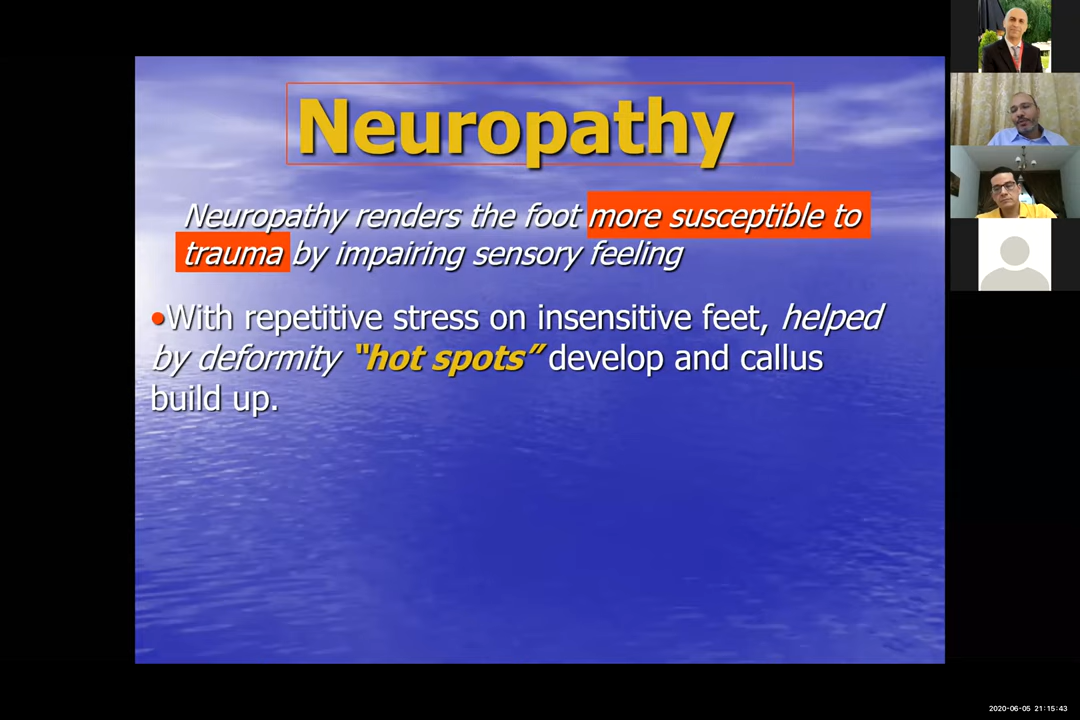 Neuropathy
Neuropathy renders the foot more susceptible to
trauma by impairing sensory feeling
•With repetitive stress on insensitive feet, helped
by deformity “hot spots” develop and callus
build up.
2020-06-05 21:15:43